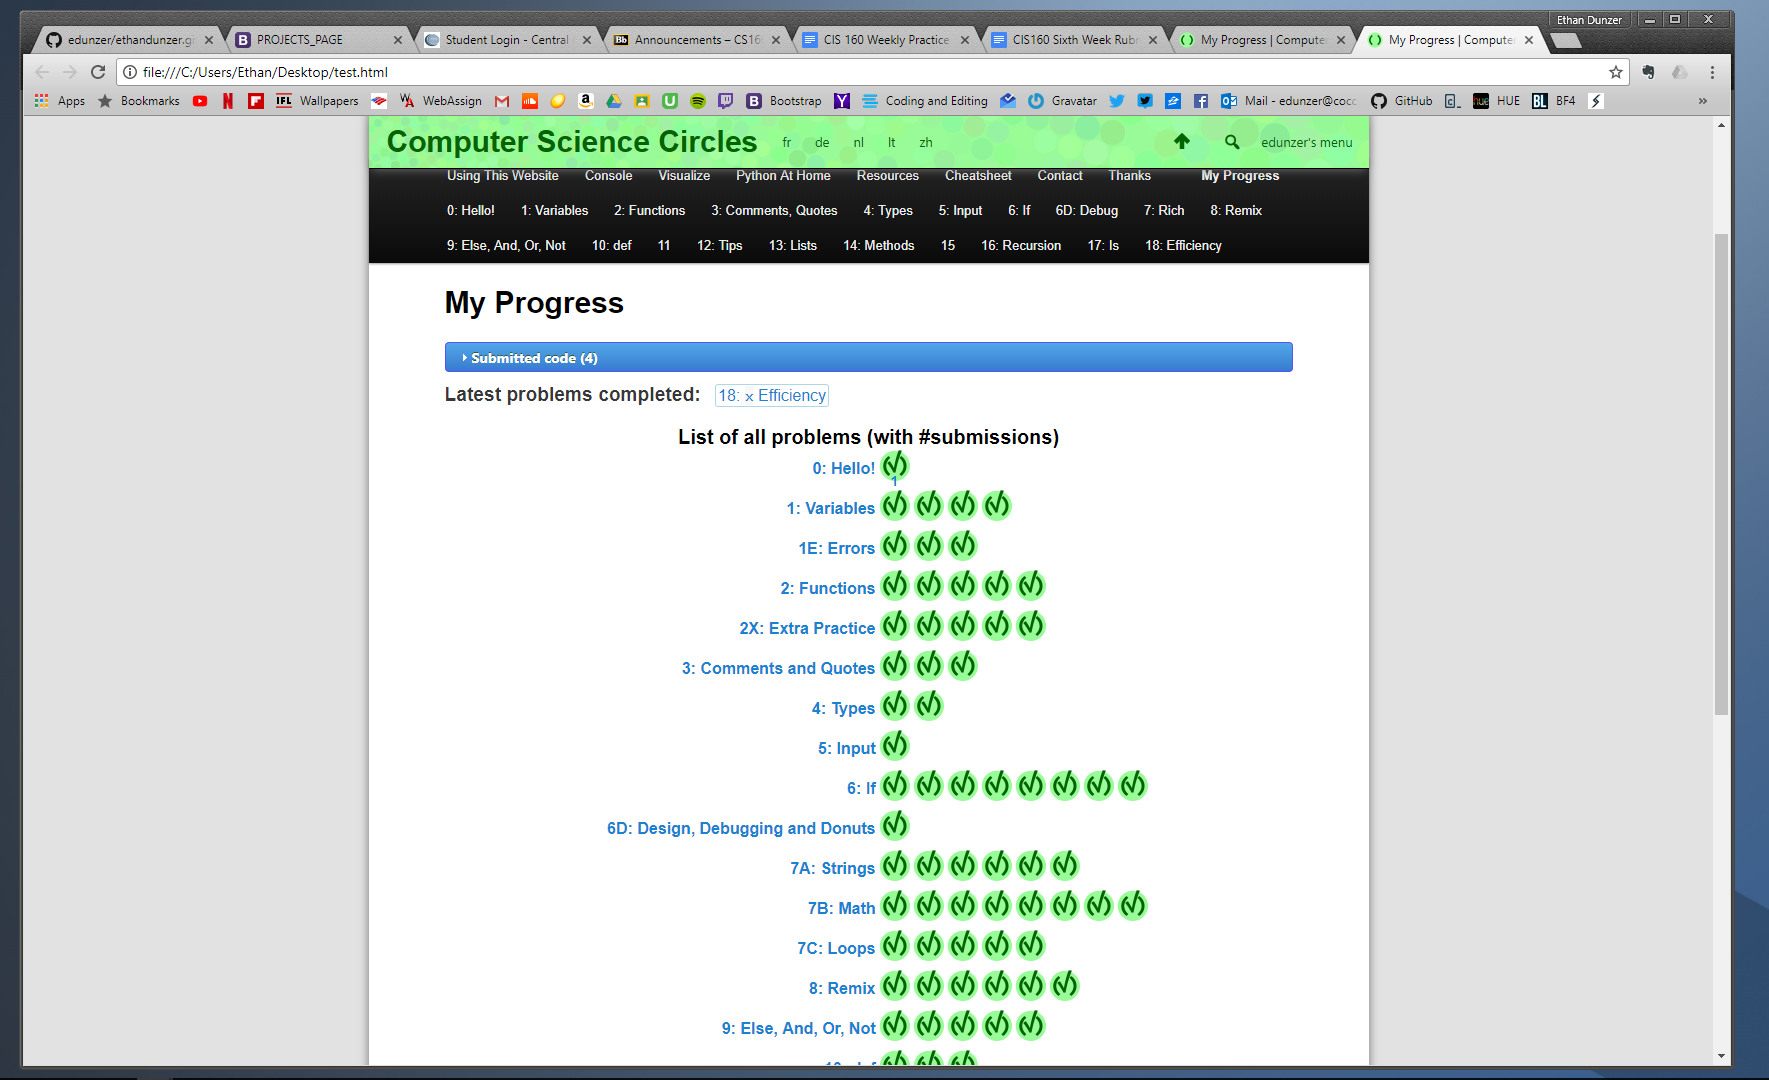 Ethan Dunzer
edunzer/ethandunzer.gi
PROJECTS_PAGE
Student Login - Central
Announcements – CS16
CIS 160 Weekly Practice
CIS160 Sixth Week Rub
My Progress | Compute
My Progress | Compute
file:///C:/Users/Ethan/Desktop/test.html
Apps Bookmarks Wallpapers WebAssign Bootstrap Coding and Editing Gravatar Mail - edunzer@coc GitHub HUE BF4 »
Computer Science Circles fr de nl lt zh edunzer's menu
Using This Website Console Visualize Python At Home Resources Cheatsheet Contact Thanks My Progress
0: Hello! 1: Variables 2: Functions 3: Comments, Quotes 4: Types 5: Input 6: If 6D: Debug 7: Rich 8: Remix
9: Else, And, Or, Not 10: def 11 12: Tips 13: Lists 14: Methods 15 16: Recursion 17: Is 18: Efficiency
My Progress
Submitted code (4)
Latest problems completed: 18: x Efficiency
List of all problems (with #submissions)
0: Hello!
1
1: Variables
1E: Errors
2: Functions
2X: Extra Practice
3: Comments and Quotes
4: Types
5: Input
6: If
6D: Design, Debugging and Donuts
7A: Strings
7B: Math
7C: Loops
8: Remix
9: Else, And, Or, Not
10: def